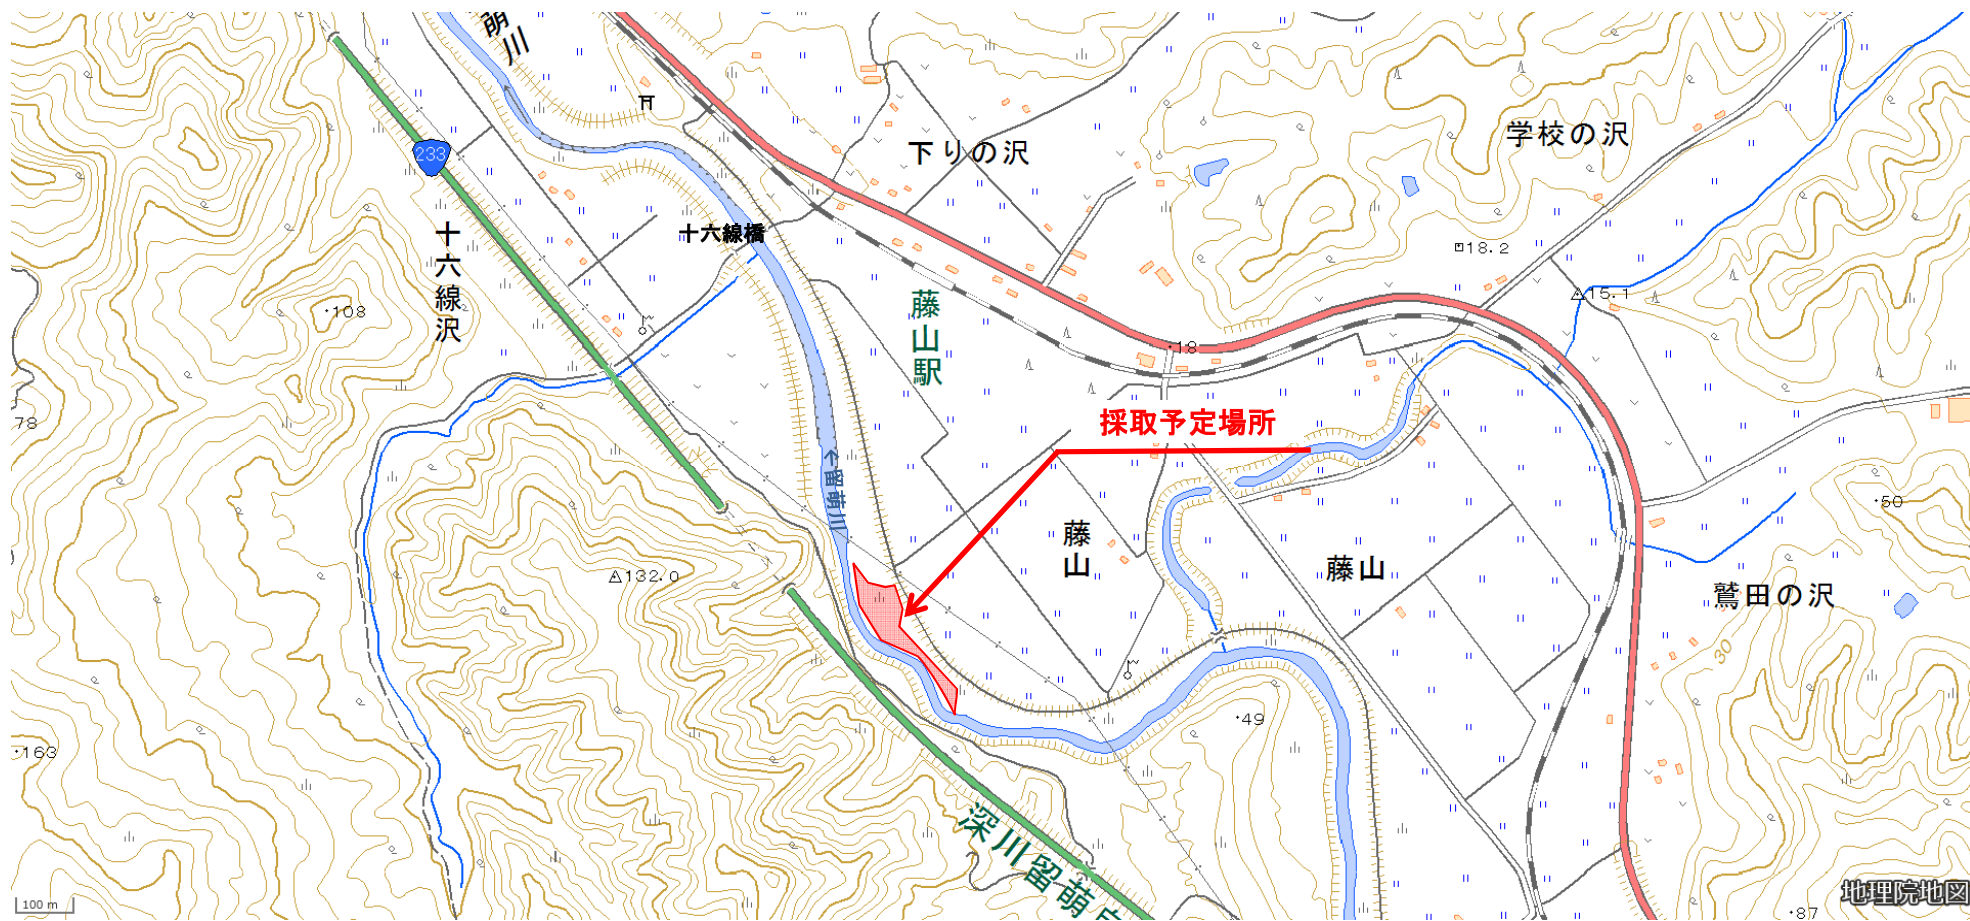 萌川
233
下りの沢
学校の沢
十六線橋
十六線沢
18.2
15.1
108
藤山駅
18
78
採取予定場所
←留萌川
50
藤山
藤山
132.0
鷲田の沢
30
49
163
深川留萌自
100 m
地理院地図
87